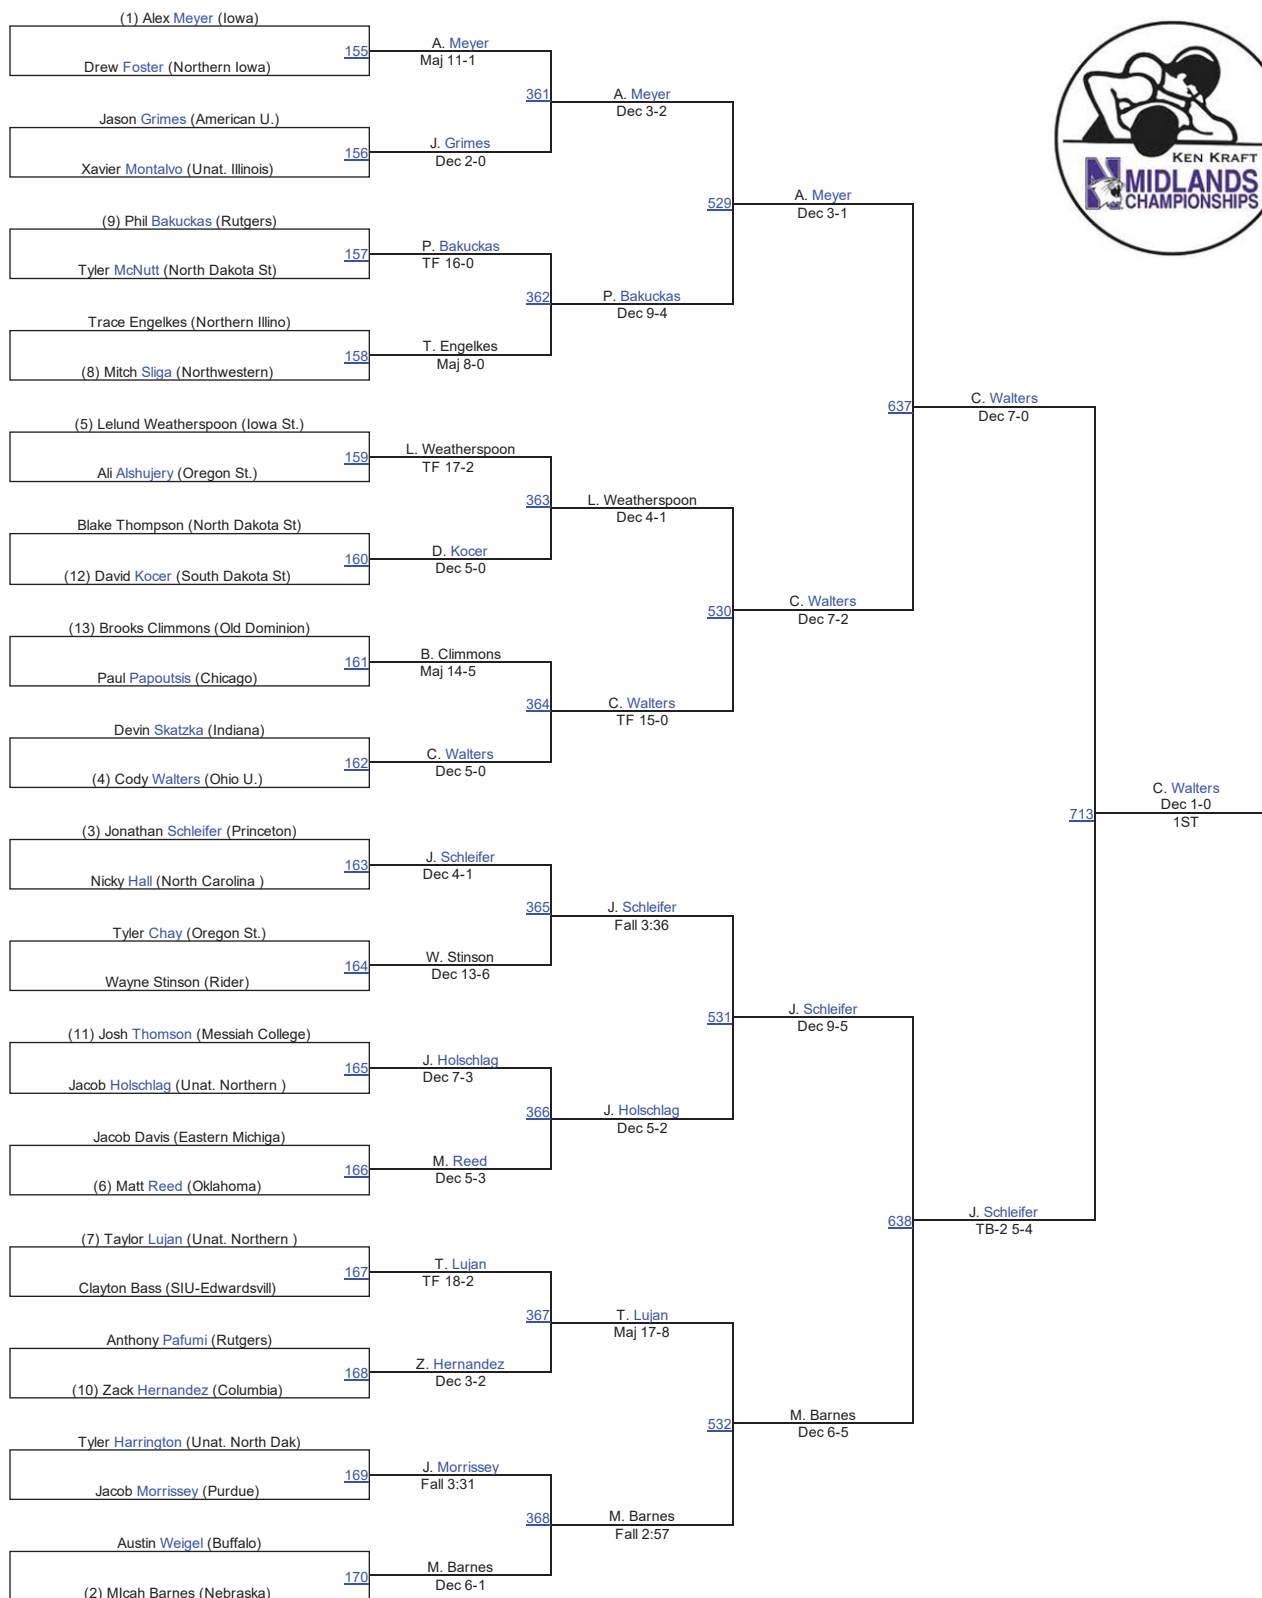 (1) Alex Meyer (Iowa)
155
Drew Foster (Northern Iowa)
A. Meyer
Maj 11-1
361
Jason Grimes (American U.)
156
Xavier Montalvo (Unat. Illinois)
J. Grimes
Dec 2-0
A. Meyer
Dec 3-2
529
(9) Phil Bakuckas (Rutgers)
157
Tyler McNutt (North Dakota St)
P. Bakuckas
TF 16-0
362
Trace Engelkes (Northern Illino)
158
(8) Mitch Sliga (Northwestern)
T. Engelkes
Maj 8-0
P. Bakuckas
Dec 9-4
A. Meyer
Dec 3-1
637
(5) Lelund Weatherspoon (Iowa St.)
159
Ali Alshujery (Oregon St.)
L. Weatherspoon
TF 17-2
363
Blake Thompson (North Dakota St)
160
(12) David Kocer (South Dakota St)
D. Kocer
Dec 5-0
L. Weatherspoon
Dec 4-1
530
(13) Brooks Climmons (Old Dominion)
161
Paul Papoutsis (Chicago)
B. Climmons
Maj 14-5
364
Devin Skatzka (Indiana)
162
(4) Cody Walters (Ohio U.)
C. Walters
Dec 5-0
C. Walters
TF 15-0
C. Walters
Dec 7-2
C. Walters
Dec 7-0
713
(3) Jonathan Schleifer (Princeton)
163
Nicky Hall (North Carolina )
J. Schleifer
Dec 4-1
365
Tyler Chay (Oregon St.)
164
Wayne Stinson (Rider)
W. Stinson
Dec 13-6
J. Schleifer
Fall 3:36
531
(11) Josh Thomson (Messiah College)
165
Jacob Holschlag (Unat. Northern )
J. Holschlag
Dec 7-3
366
Jacob Davis (Eastern Michiga)
166
(6) Matt Reed (Oklahoma)
M. Reed
Dec 5-3
J. Holschlag
Dec 5-2
J. Schleifer
Dec 9-5
638
(7) Taylor Lujan (Unat. Northern )
167
Clayton Bass (SIU-Edwardsvill)
T. Lujan
TF 18-2
367
Anthony Pafumi (Rutgers)
168
(10) Zack Hernandez (Columbia)
Z. Hernandez
Dec 3-2
T. Lujan
Maj 17-8
532
Tyler Harrington (Unat. North Dak)
169
Jacob Morrissey (Purdue)
J. Morrissey
Fall 3:31
368
Austin Weigel (Buffalo)
170
(2) MIcah Barnes (Nebraska)
M. Barnes
Dec 6-1
M. Barnes
Fall 2:57
M. Barnes
Dec 6-5
J. Schleifer
TB-2 5-4
C. Walters
Dec 1-0
1ST
KEN KRAFT
N MIDLANDS
CHAMPIONSHIPS